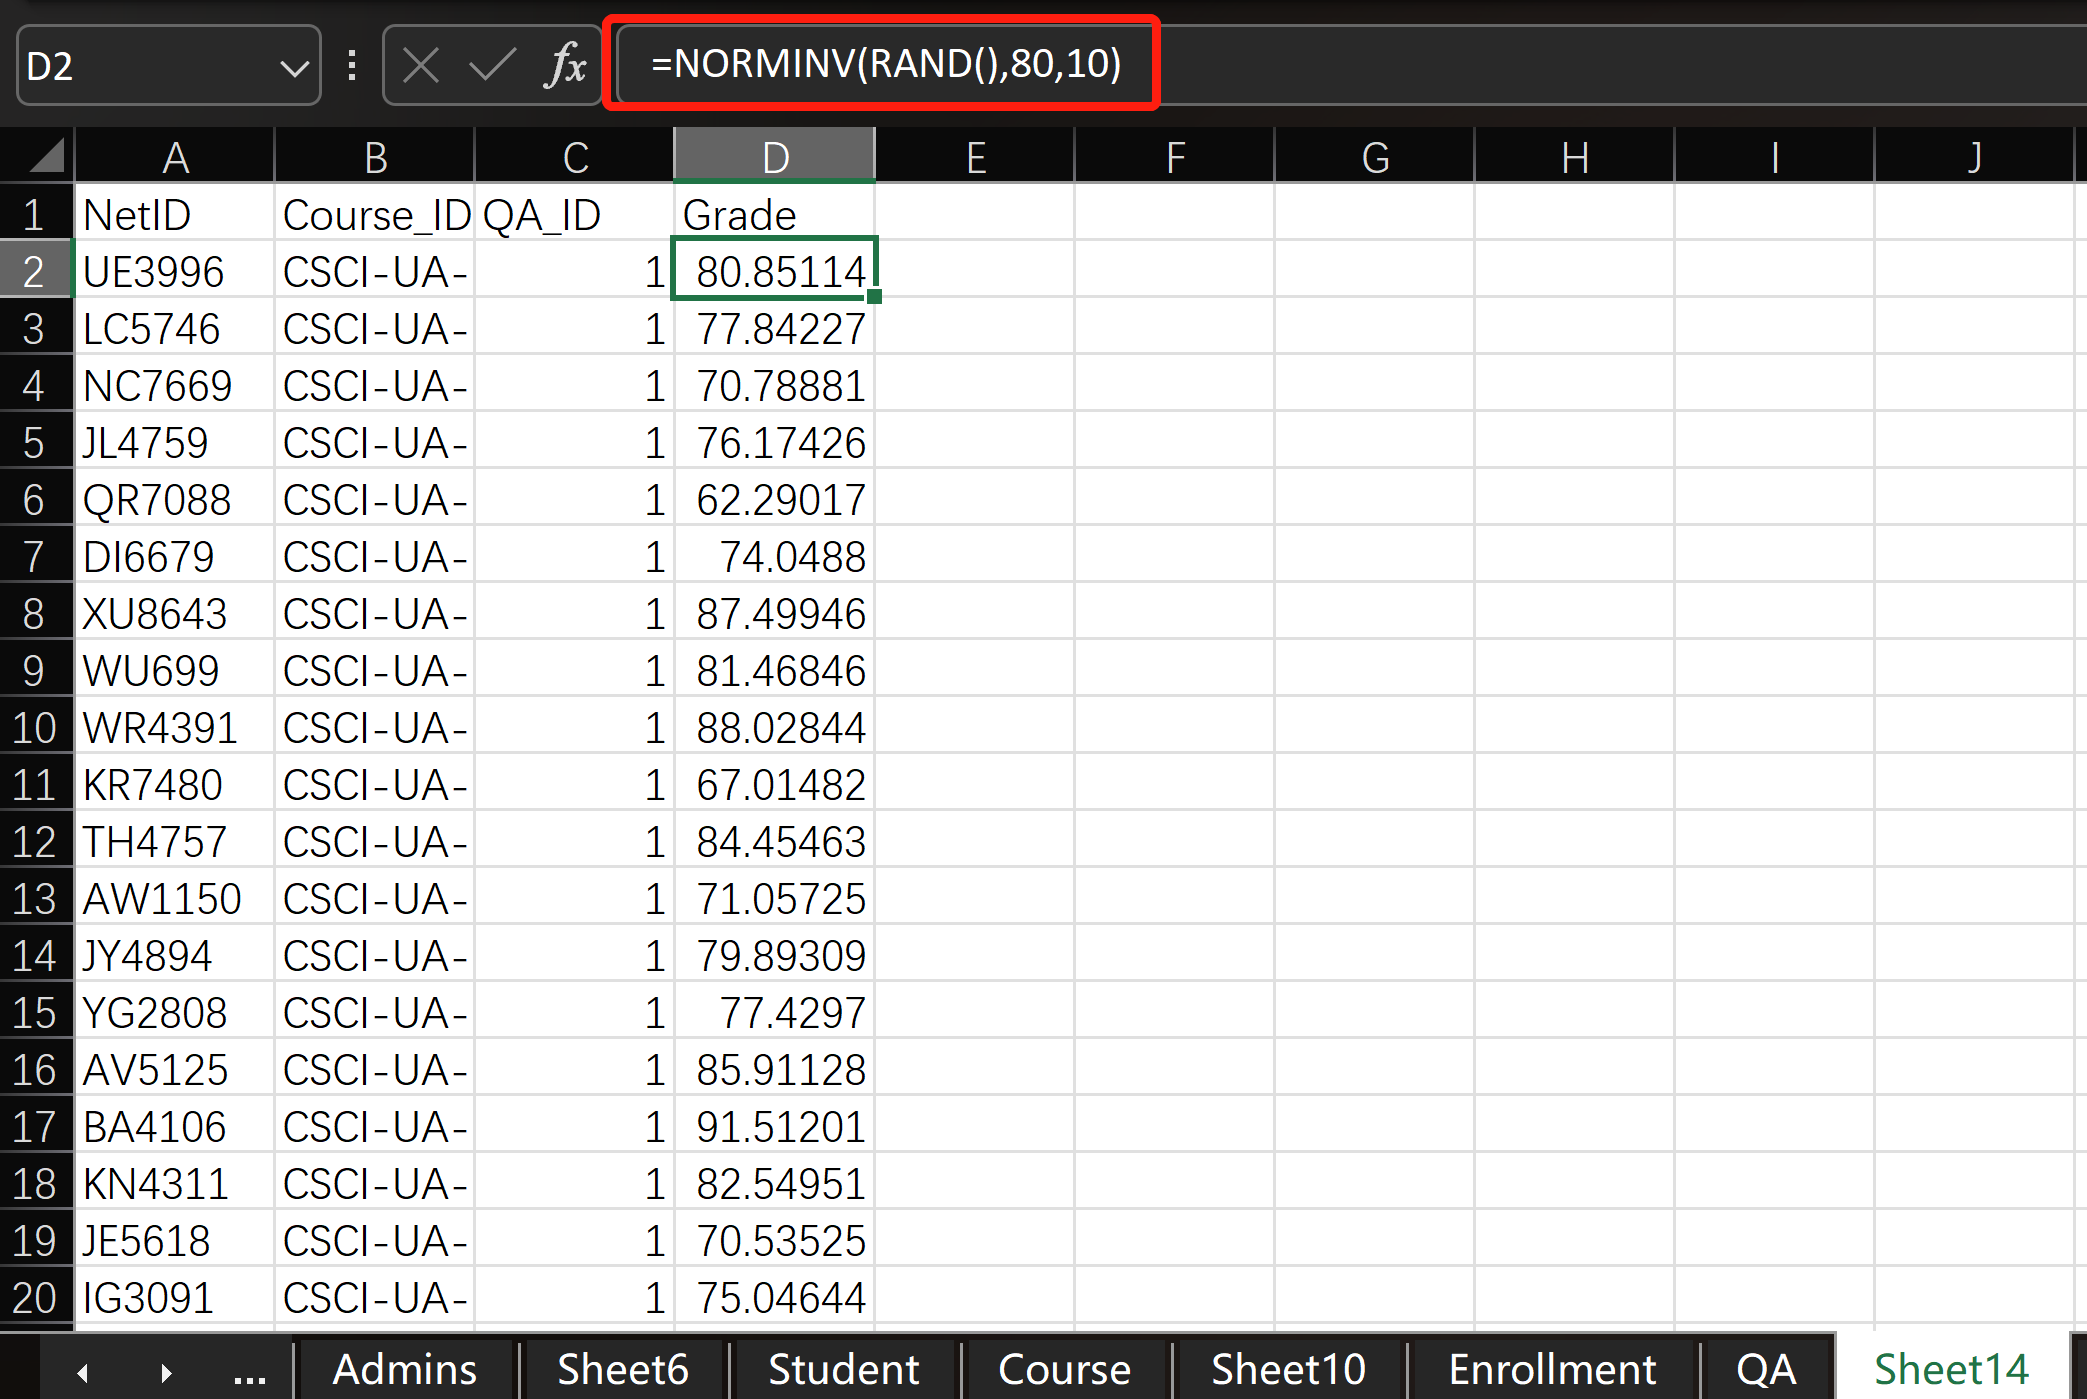 D2 fx =NORMINV(RAND(),80,10)
A B C D E F G H I J
1 NetID Course_ID QA_ID Grade
2 UE3996 CSCI-UA- 1 80.85114
3 LC5746 CSCI-UA- 1 77.84227
4 NC7669 CSCI-UA- 1 70.78881
5 JL4759 CSCI-UA- 1 76.17426
6 QR7088 CSCI-UA- 1 62.29017
7 DI6679 CSCI-UA- 1 74.0488
8 XU8643 CSCI-UA- 1 87.49946
9 WU699 CSCI-UA- 1 81.46846
10 WR4391 CSCI-UA- 1 88.02844
11 KR7480 CSCI-UA- 1 67.01482
12 TH4757 CSCI-UA- 1 84.45463
13 AW1150 CSCI-UA- 1 71.05725
14 JY4894 CSCI-UA- 1 79.89309
15 YG2808 CSCI-UA- 1 77.4297
16 AV5125 CSCI-UA- 1 85.91128
17 BA4106 CSCI-UA- 1 91.51201
18 KN4311 CSCI-UA- 1 82.54951
19 JE5618 CSCI-UA- 1 70.53525
20 IG3091 CSCI-UA- 1 75.04644
... Admins Sheet6 Student Course Sheet10 Enrollment QA Sheet14